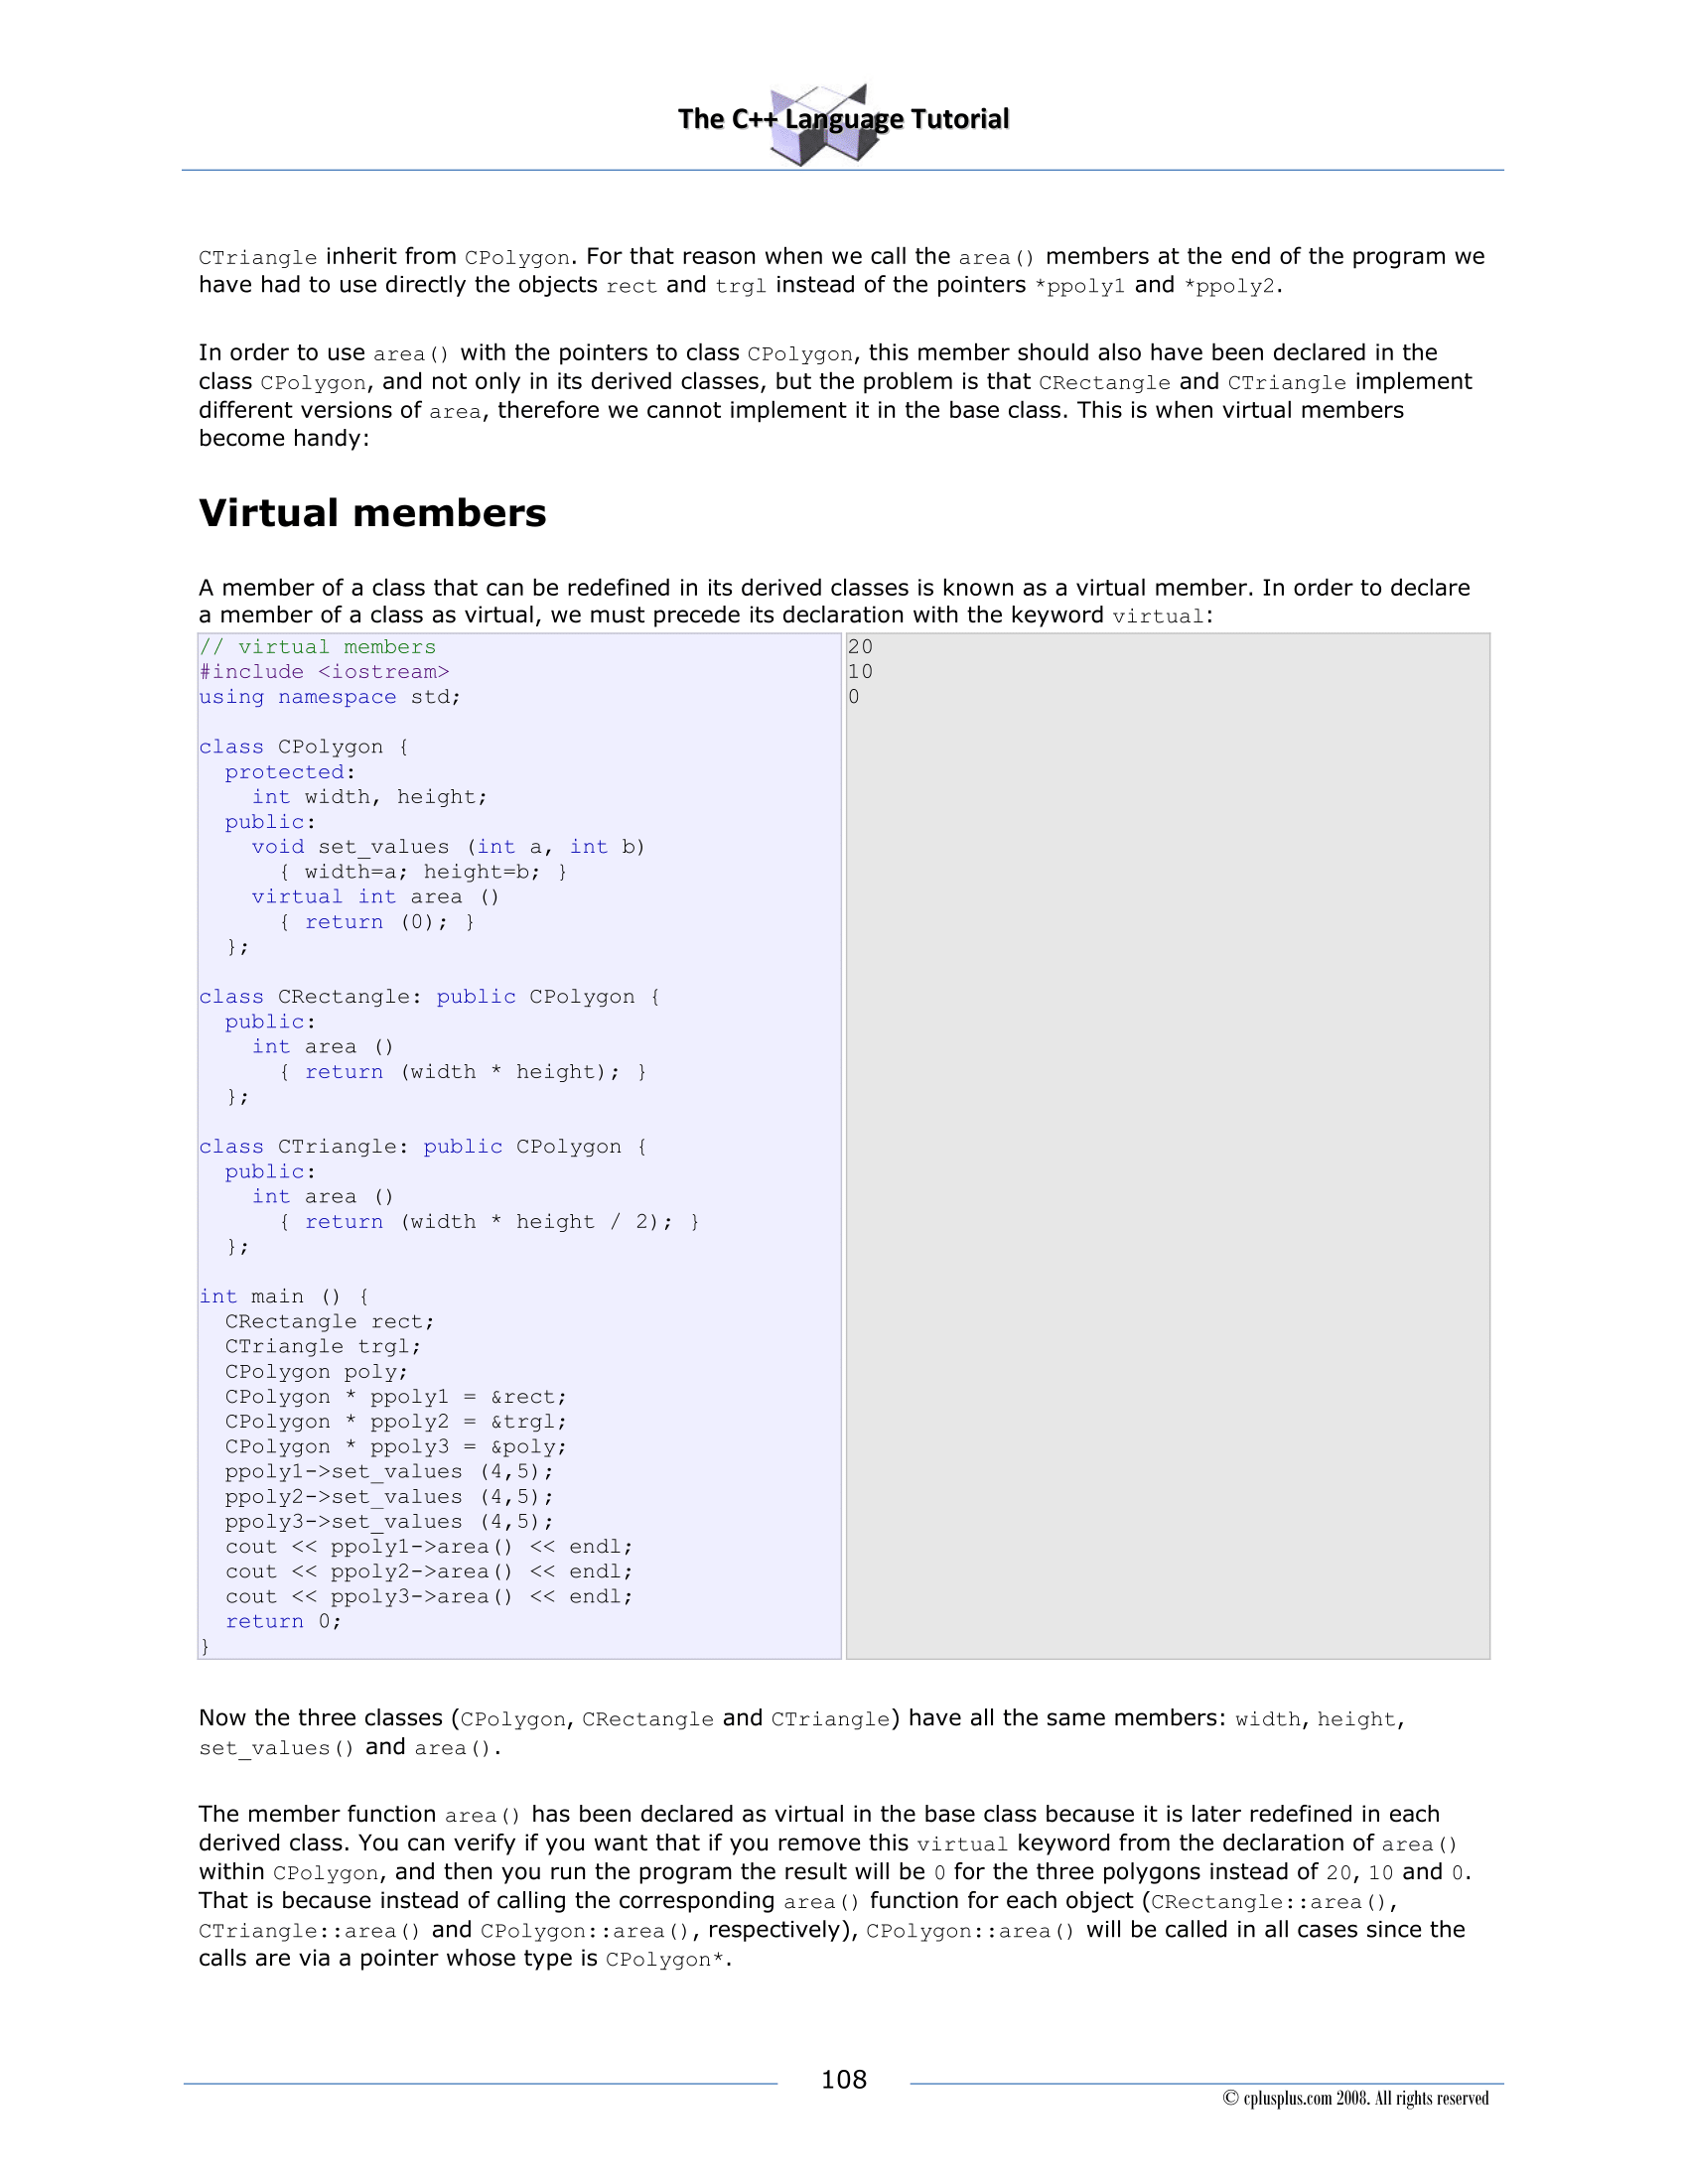 The C++ Language Tutorial
CTriangle inherit from CPolygon. For that reason when we call the area() members at the end of the program we
have had to use directly the objects rect and trgl instead of the pointers *ppoly1 and *ppoly2.
In order to use area() with the pointers to class CPolygon, this member should also have been declared in the
class CPolygon, and not only in its derived classes, but the problem is that CRectangle and CTriangle implement
different versions of area, therefore we cannot implement it in the base class. This is when virtual members
become handy:
Virtual members
A member of a class that can be redefined in its derived classes is known as a virtual member. In order to declare
a member of a class as virtual, we must precede its declaration with the keyword virtual:
// virtual members
#include <iostream>
using namespace std;

class CPolygon {
  protected:
    int width, height;
  public:
    void set_values (int a, int b)
      { width=a; height=b; }
    virtual int area ()
      { return (0); }
  };

class CRectangle: public CPolygon {
  public:
    int area ()
      { return (width * height); }
  };

class CTriangle: public CPolygon {
  public:
    int area ()
      { return (width * height / 2); }
  };

int main () {
  CRectangle rect;
  CTriangle trgl;
  CPolygon poly;
  CPolygon * ppoly1 = &rect;
  CPolygon * ppoly2 = &trgl;
  CPolygon * ppoly3 = &poly;
  ppoly1->set_values (4,5);
  ppoly2->set_values (4,5);
  ppoly3->set_values (4,5);
  cout << ppoly1->area() << endl;
  cout << ppoly2->area() << endl;
  cout << ppoly3->area() << endl;
  return 0;
}
20
10
0
Now the three classes (CPolygon, CRectangle and CTriangle) have all the same members: width, height,
set_values() and area().
The member function area() has been declared as virtual in the base class because it is later redefined in each
derived class. You can verify if you want that if you remove this virtual keyword from the declaration of area()
within CPolygon, and then you run the program the result will be 0 for the three polygons instead of 20, 10 and 0.
That is because instead of calling the corresponding area() function for each object (CRectangle::area(),
CTriangle::area() and CPolygon::area(), respectively), CPolygon::area() will be called in all cases since the
calls are via a pointer whose type is CPolygon*.
108
© cplusplus.com 2008. All rights reserved